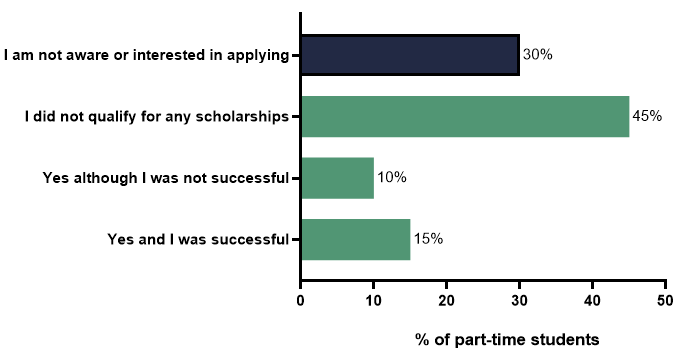 I am not aware or interested in applying
30%
I did not qualify for any scholarships
45%
Yes although I was not successful
10%
Yes and I was successful
15%
0 10 20 30 40 50
% of part-time students